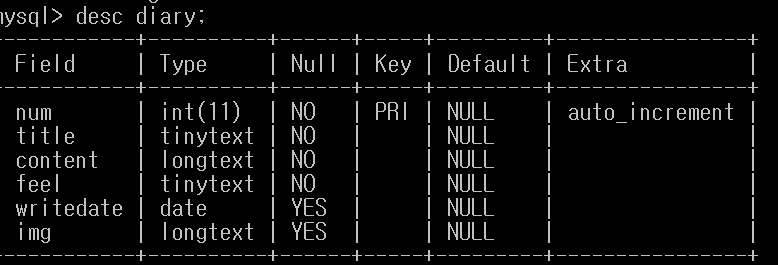 mysql> desc diary;
+-----------+----------+------+-----+---------+----------------+
Field | Type | Null | Key | Default | Extra |
+-----------+----------+------+-----+---------+----------------+
num | int(11) | NO | PRI | NULL | auto_increment |
title | tinytext | NO | | NULL | |
content | longtext | NO | | NULL | |
feel | tinytext | NO | | NULL | |
writedate | date | YES | | NULL | |
img | longtext | YES | | NULL | |
+-----------+----------+------+-----+---------+----------------+